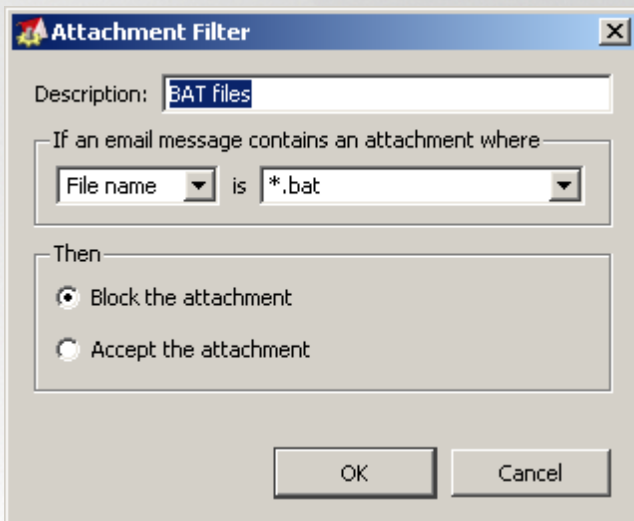 Attachment Filter
Description: BAT files
If an email message contains an attachment where
File name is *.bat
Then
Block the attachment
Accept the attachment
OK Cancel